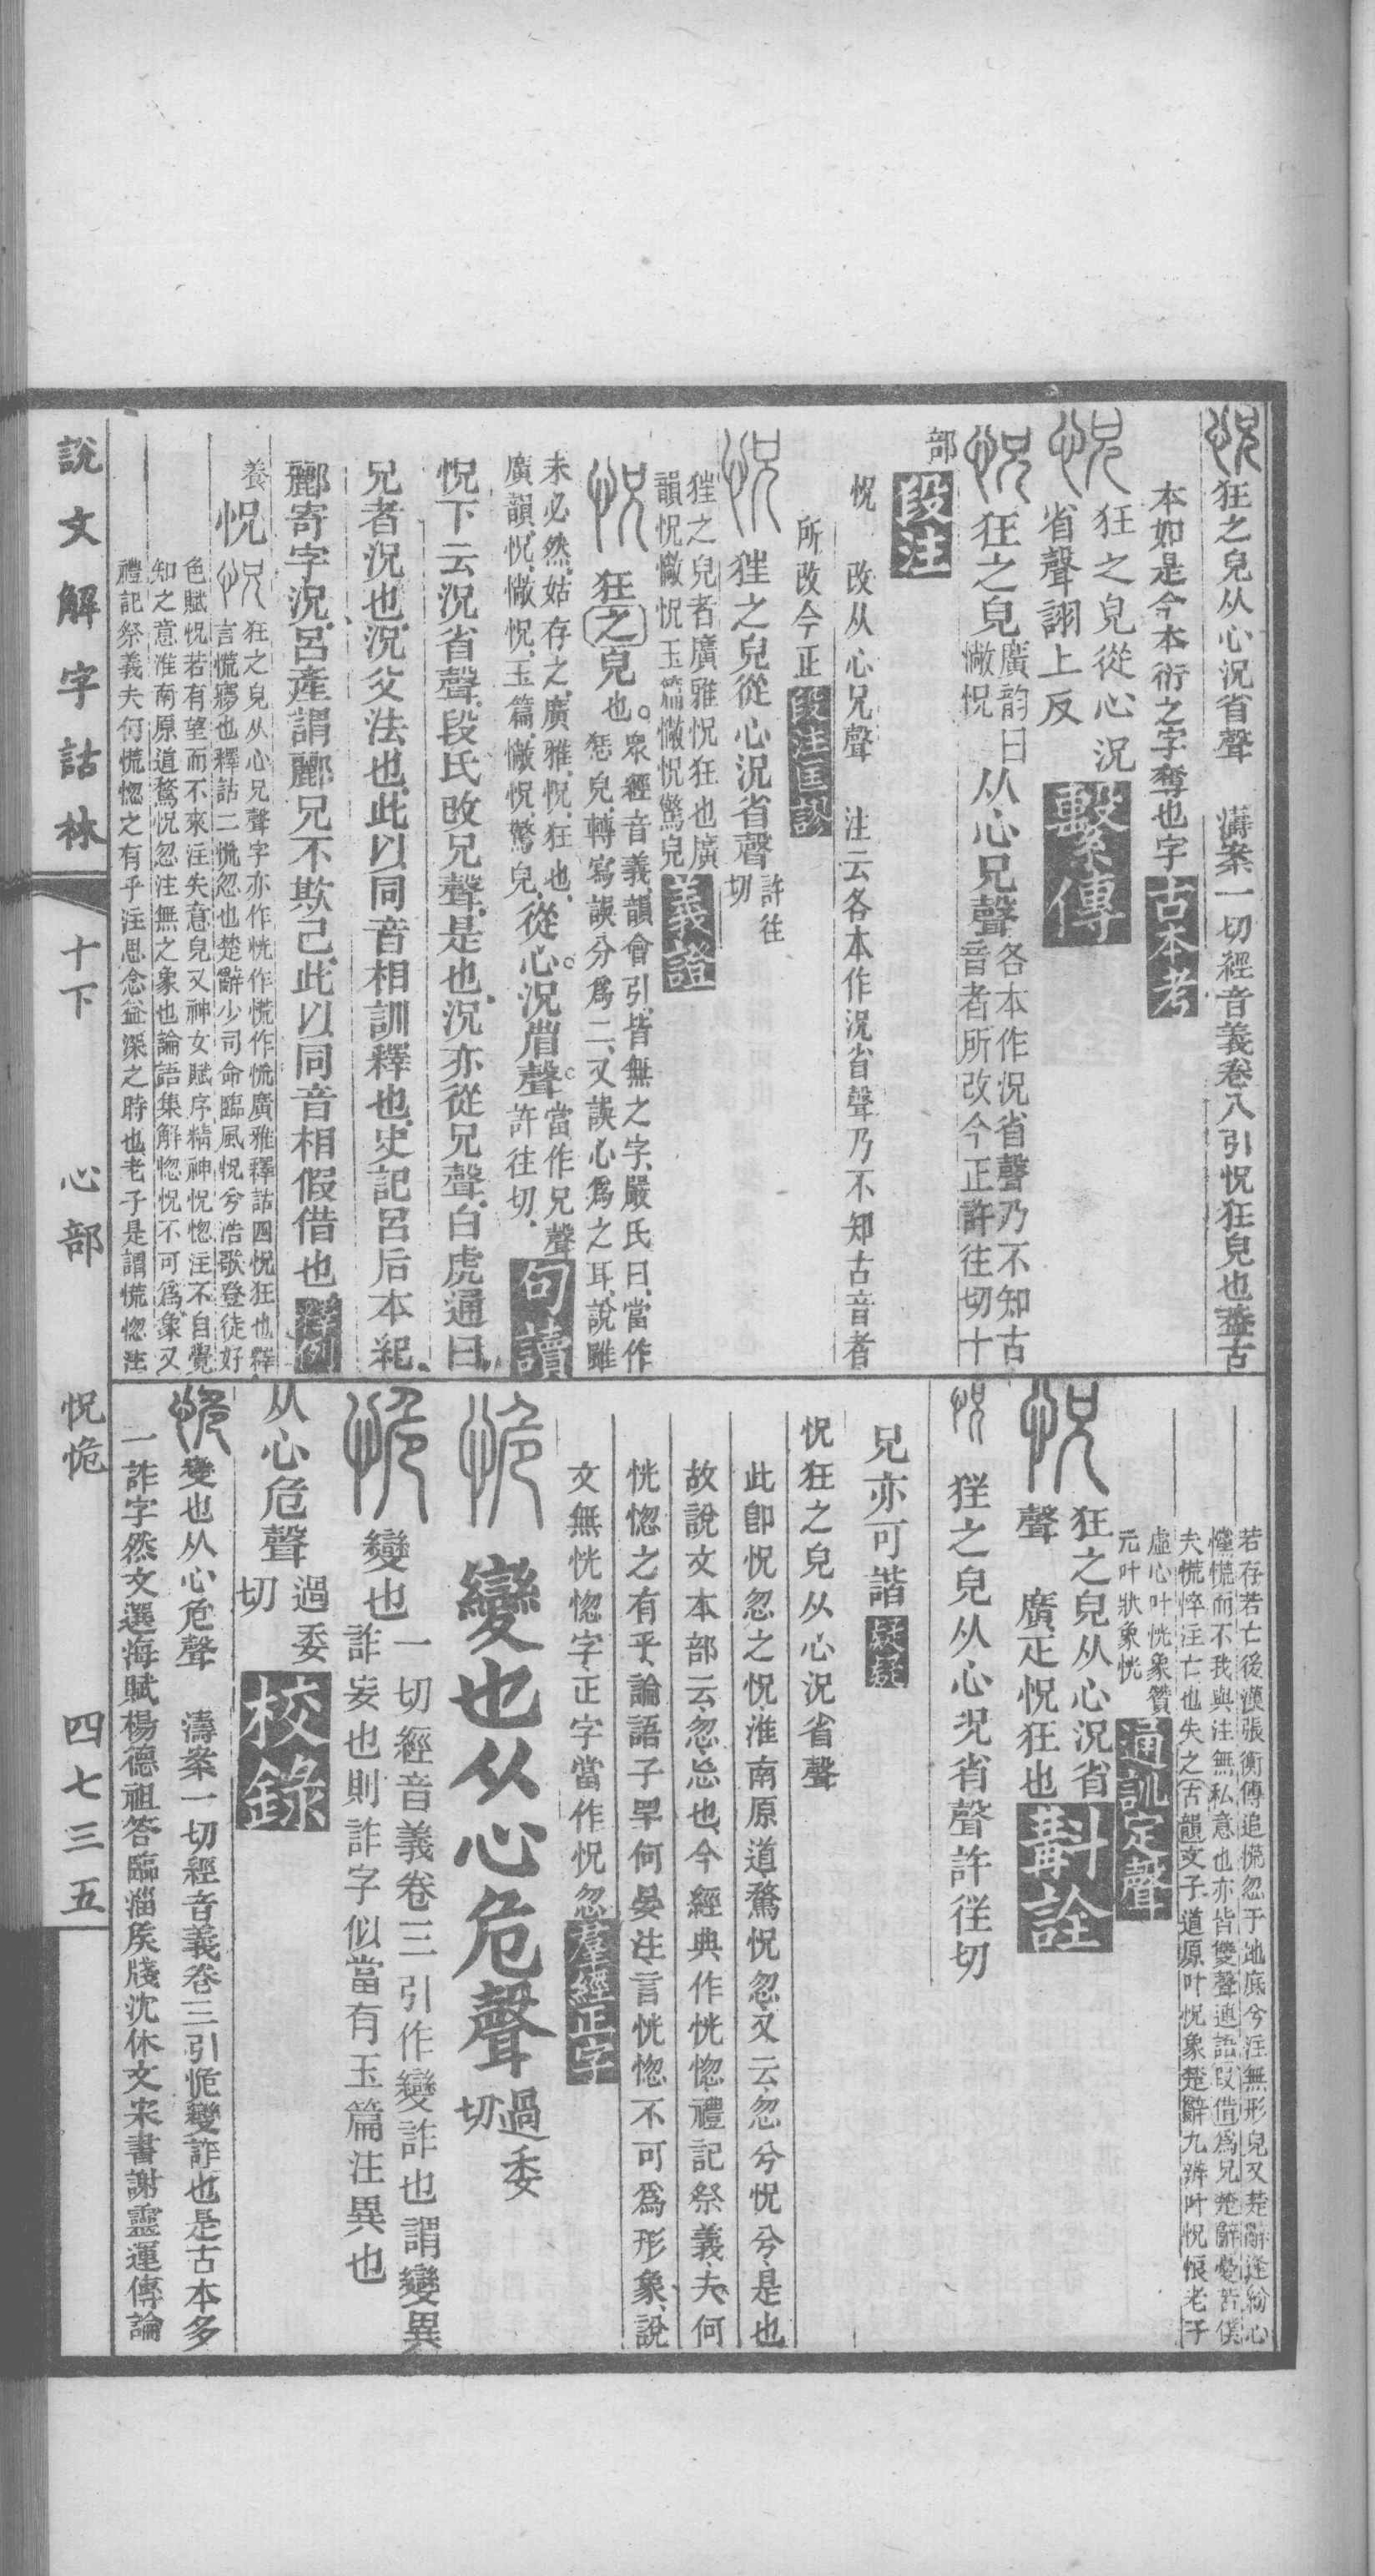 怳狂之皃从心況省聲　濤案一切經音義卷八引怳狂皃也蓋古
本如是今本衍之字奪也字古本考
怳狂之皃從心況
省聲詡上反繫傳
怳狂之皃廣韵曰
㦗怳从心兄聲各本作況省聲乃不知古
音者所改今正許往切十
部段注
怳　改从心兄聲　注云各本作況省聲乃不知古音者
所改今正段注匡謬
怳狌之皃從心況省聲許往
切
狌之皃者廣雅怳狂也廣
韻怳㦗怳玉篇㦗怳驚皃義證
怳狂之皃也。眾經音義、韻會引、皆無之字、嚴氏曰、當作
𢙁皃、轉寫誤分爲二、又誤心爲之耳、說雖
未必然、姑存之、廣雅、怳、狂也、
廣韻、怳、㦗怳、玉篇、㦗怳、驚皃、從心。況省聲。當作兄聲
許往切、句讀
怳下云況省聲、段氏改兄聲、是也、況亦從兄聲、白虎通曰、
兄者況也、況父法也、此以同音相訓釋也、史記呂后本紀、
酈寄字況、呂產謂酈兄不欺己、此以同音相假借也、釋例
養
怳怳狂之皃从心兄聲字亦作恍作慌作㡆廣雅釋詁四怳狂也釋
言慌㝱也釋詁二慌忽也楚辭少司命臨風怳兮浩歌登徒好
色賦怳若有望而不來注失意皃又神女賦序精神怳惚注不自覺
知之意淮南原道騖怳忽注無之象也論語集解惚怳不可爲象又
禮記祭義夫何慌惚之有乎注思念益深之時也老子是謂慌惚注
若存若亡後漢張衡傳追慌忽于地底兮注無形皃又楚辭逢紛心
戃慌而不我與注無私意也亦皆雙聲連語叚借爲兄楚辭憂苦僕
夫慌悴注亡也失之古韻文子道原叶怳象楚辭九辨叶怳恨老子
虛心叶恍象贊
元叶狀象恍通訓定聲
怳狂之皃从心況省
聲　廣疋怳狂也斠詮
怳狌之皃从心況省聲許往切
兄亦可諧疑疑
怳狂之皃从心況省聲
此卽怳忽之怳、淮南原道、騖怳忽、又云、忽兮怳兮、是也
故說文本部云、忽、忘也、今經典作恍惚、禮記祭義、夫何
恍惚之有乎、論語子罕何晏注、言恍惚不可爲形象、說
文無恍惚字、正字當作怳忽羣經正字
恑變也从心危聲過委
切
恑變也一切經音義卷三引作變詐也謂變異
詐妄也則詐字似當有玉篇注異也
从心危聲過委
切校錄
恑變也从心危聲　濤案一切經音義卷三引恑變詐也是古本多
一詐字然文選海賦楊德祖答臨淄矦牋沈休文宋書謝靈運傳論
說文解字詁林
十下
心部
怳恑
四七三五